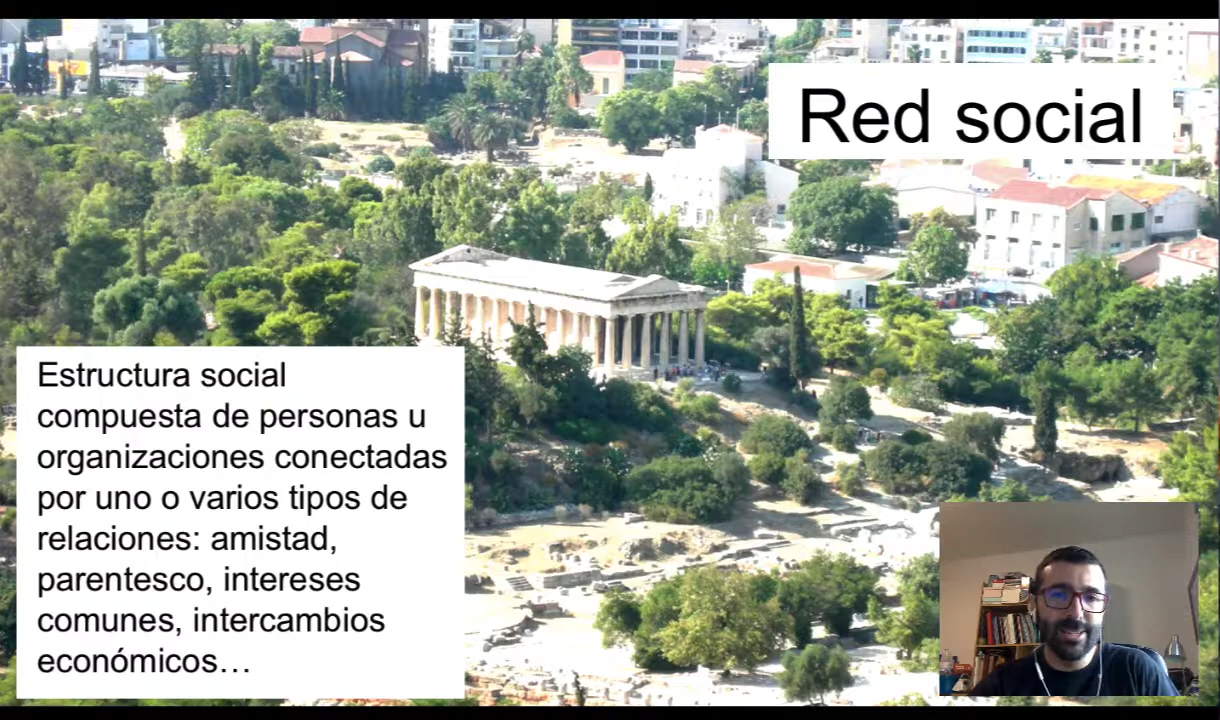 Red social
Estructura social
compuesta de personas u
organizaciones conectadas
por uno o varios tipos de
relaciones: amistad,
parentesco, intereses
comunes, intercambios
económicos…